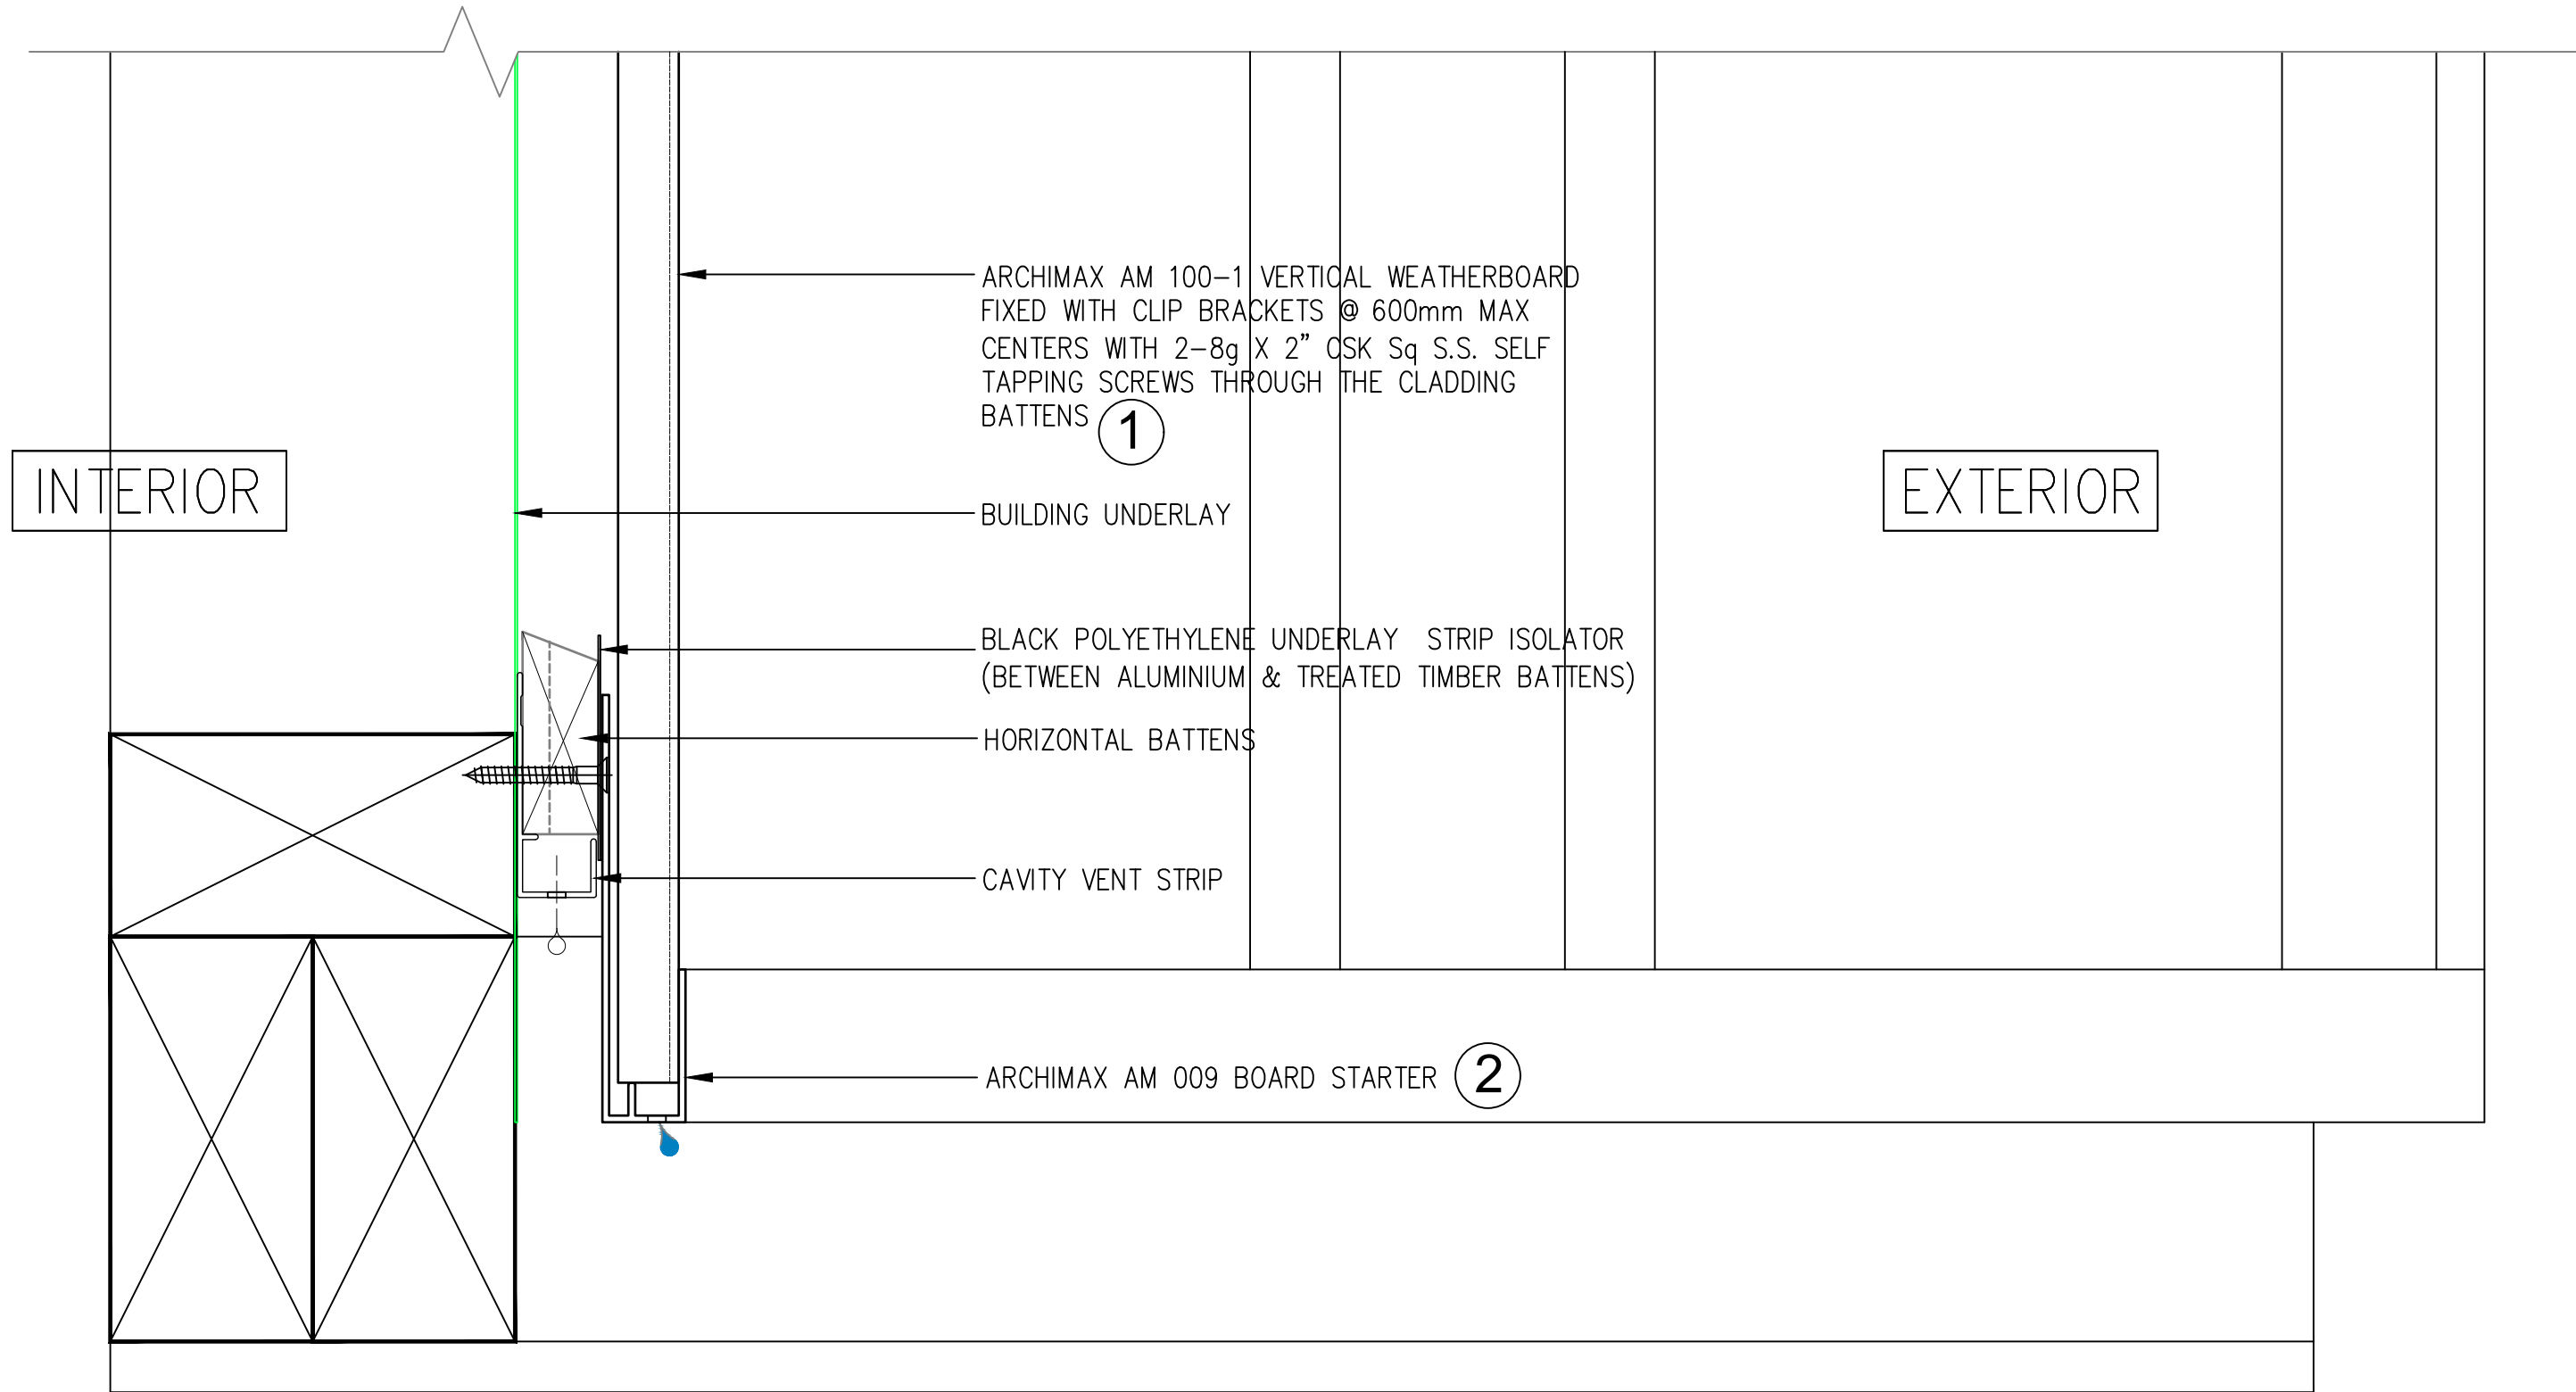 ARCHIMAX AM 100-1 VERTICAL WEATHERBOARD
FIXED WITH CLIP BRACKETS @ 600mm MAX
CENTERS WITH 2-8g X 2" CSK Sq S.S. SELF
TAPPING SCREWS THROUGH THE CLADDING
BATTENS 1
INTERIOR
EXTERIOR
BUILDING UNDERLAY
BLACK POLYETHYLENE UNDERLAY STRIP ISOLATOR
(BETWEEN ALUMINIUM & TREATED TIMBER BATTENS)
HORIZONTAL BATTENS
CAVITY VENT STRIP
ARCHIMAX AM 009 BOARD STARTER 2